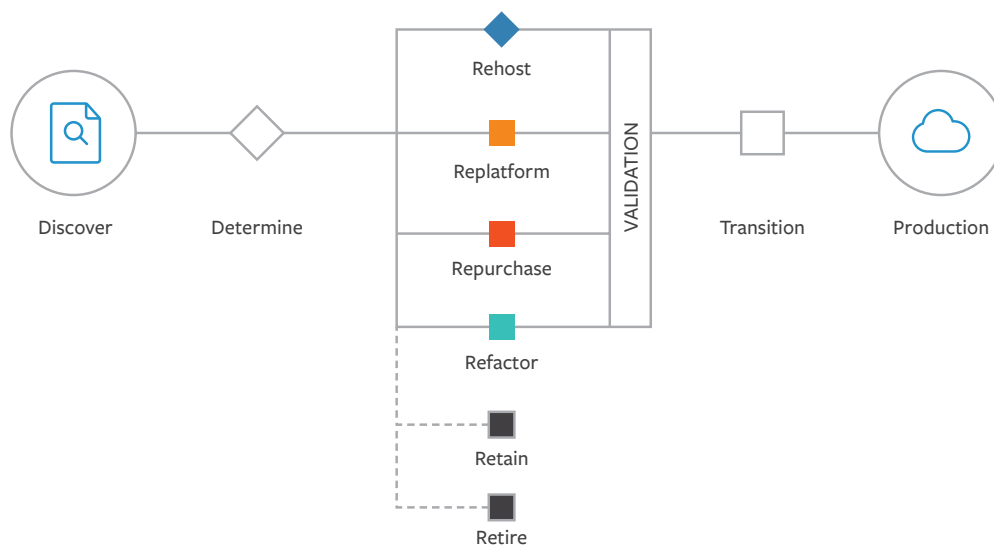 Rehost
Replatform
Repurchase
Refactor
Retain
Retire
VALIDATION
Discover
Determine
Transition
Production